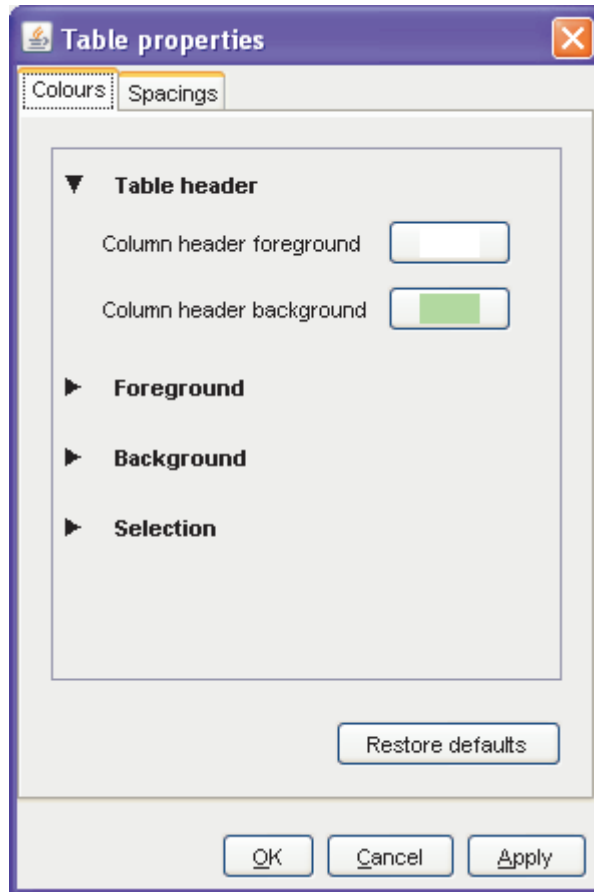 Table properties
Colours Spacings
Table header
Column header foreground
Column header background
Foreground
Background
Selection
Restore defaults
OK Cancel Apply